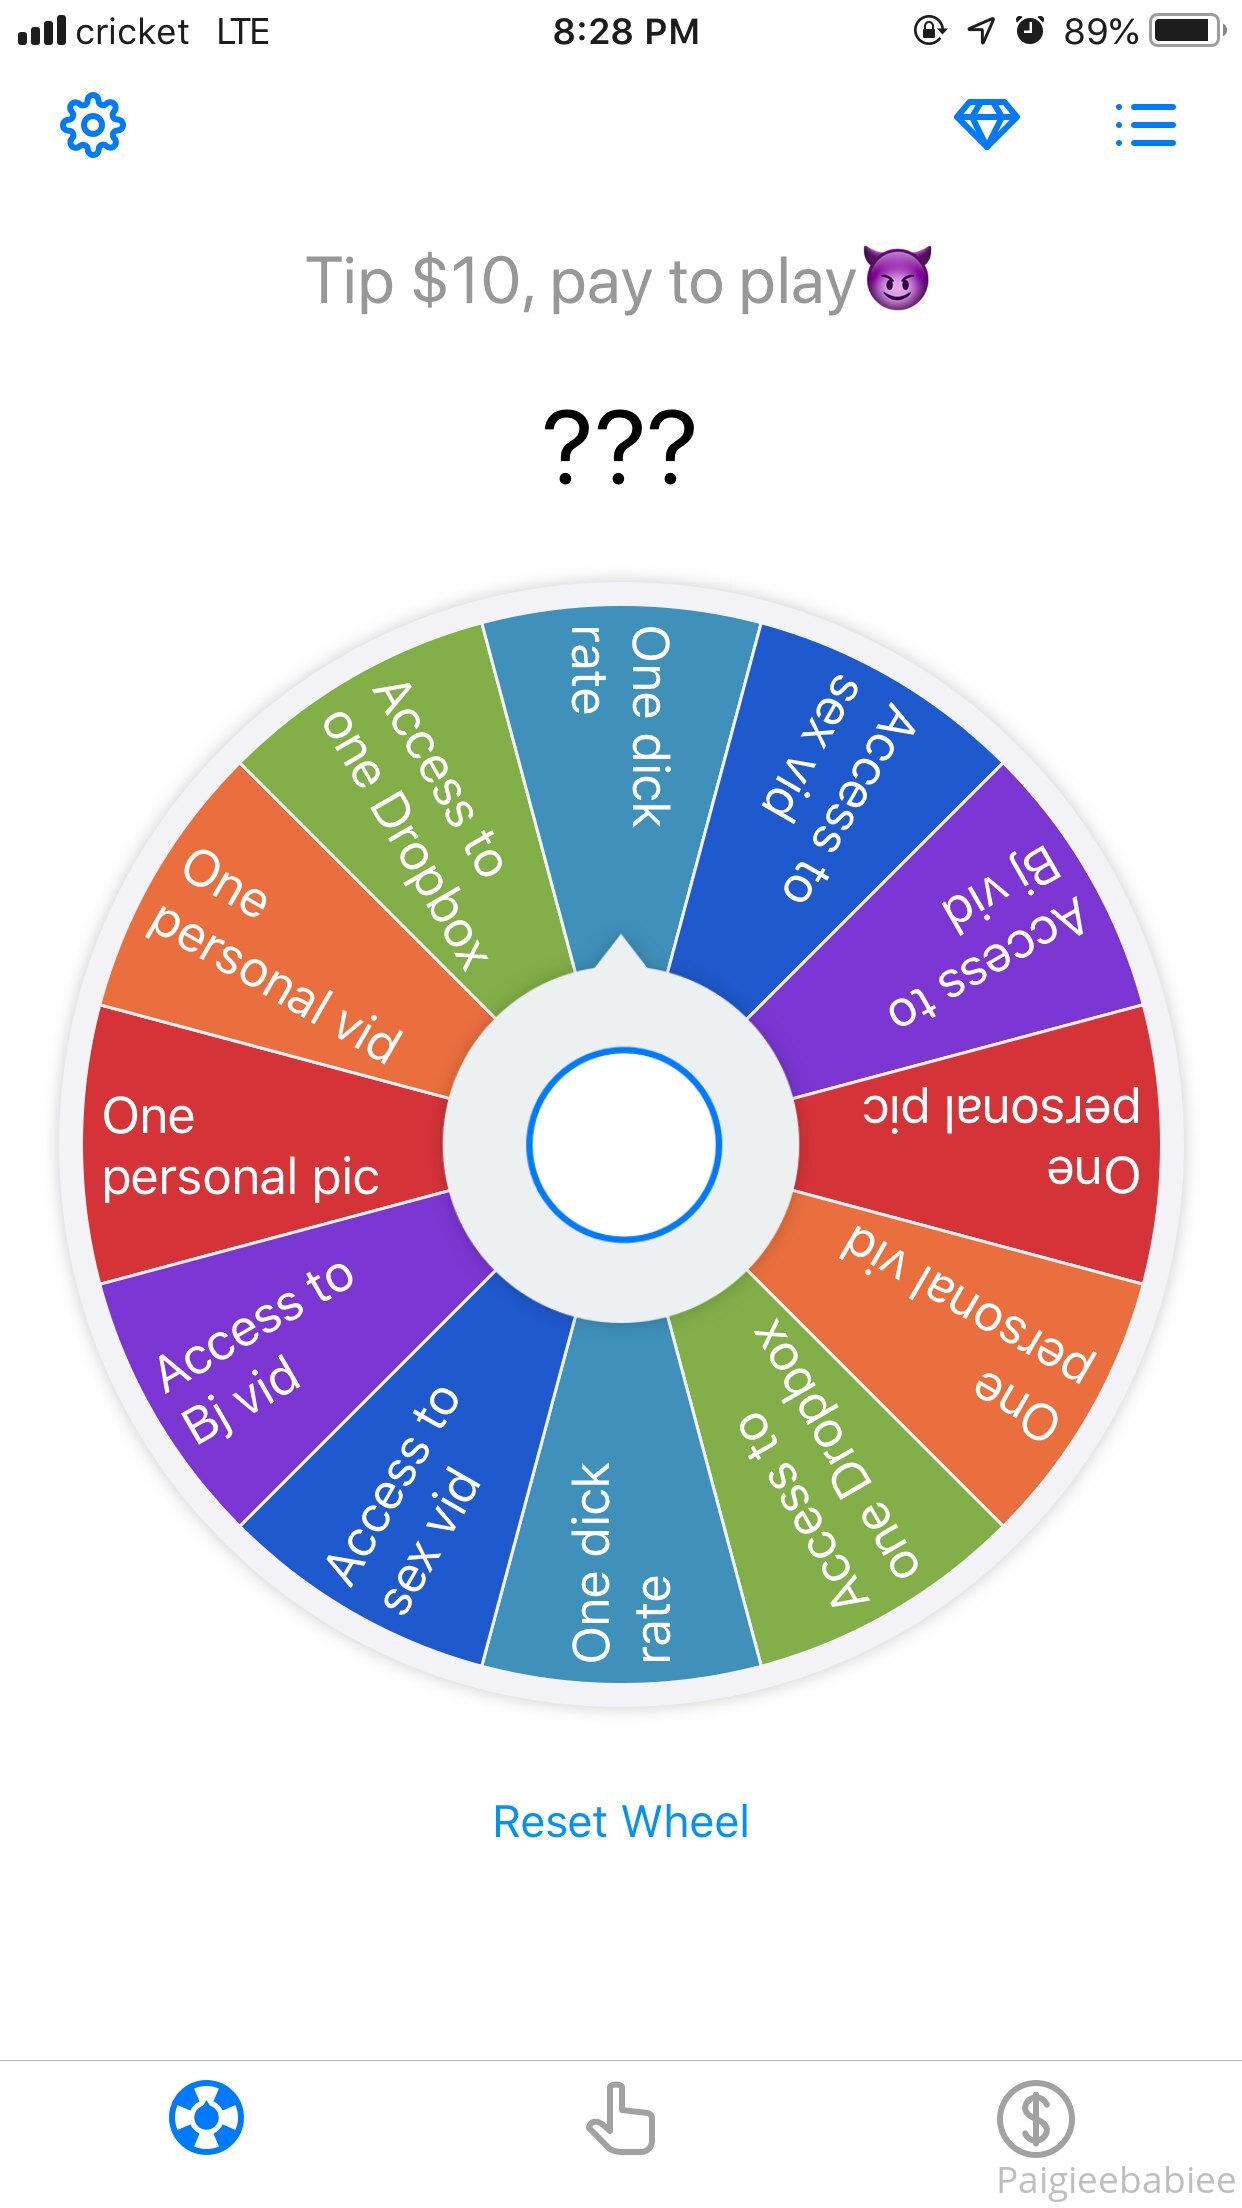 cricket LTE 8:28 PM 89%
Tip $10, pay to play😈
???
One dick
rate
Access to
sex vid
Access to
Bj vid
One
personal pic
One
personal vid
Access to
one Dropbox
One dick
rate
Access to
sex vid
Access to
Bj vid
One
personal pic
One
personal vid
Access to
one Dropbox
Reset Wheel
Paigieebabiee